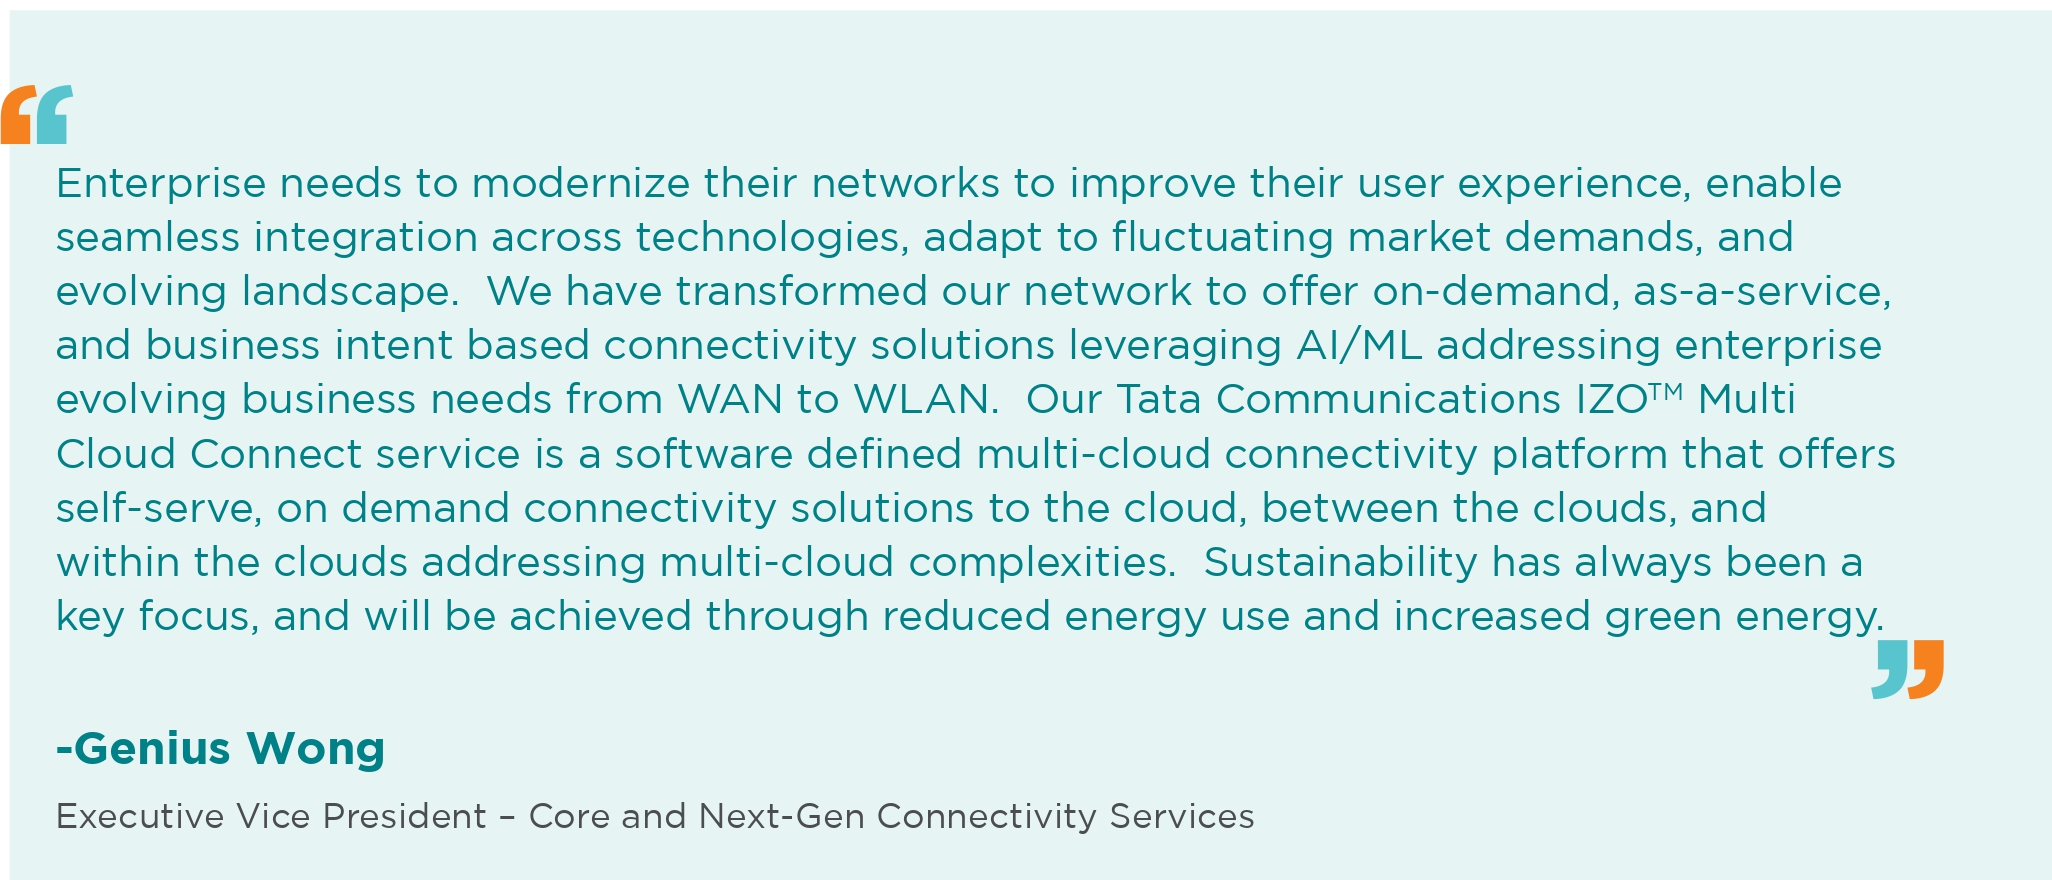 “
Enterprise needs to modernize their networks to improve their user experience, enable
seamless integration across technologies, adapt to fluctuating market demands, and
evolving landscape.  We have transformed our network to offer on-demand, as-a-service,
and business intent based connectivity solutions leveraging AI/ML addressing enterprise
evolving business needs from WAN to WLAN.  Our Tata Communications IZO™ Multi
Cloud Connect service is a software defined multi-cloud connectivity platform that offers
self-serve, on demand connectivity solutions to the cloud, between the clouds, and
within the clouds addressing multi-cloud complexities.  Sustainability has always been a
key focus, and will be achieved through reduced energy use and increased green energy.
”
-Genius Wong
Executive Vice President – Core and Next-Gen Connectivity Services